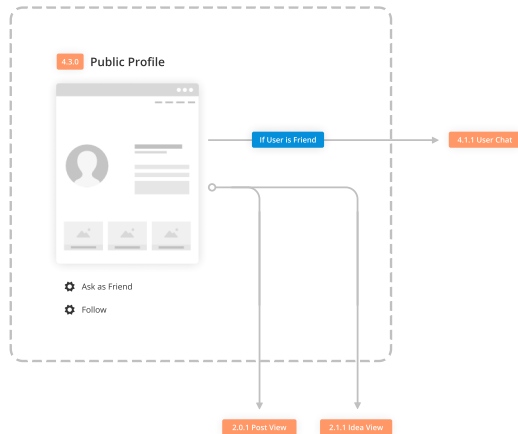 4.3.0 Public Profile
If User is Friend
4.1.1 User Chat
Ask as Friend
Follow
2.0.1 Post View
2.1.1 Idea View